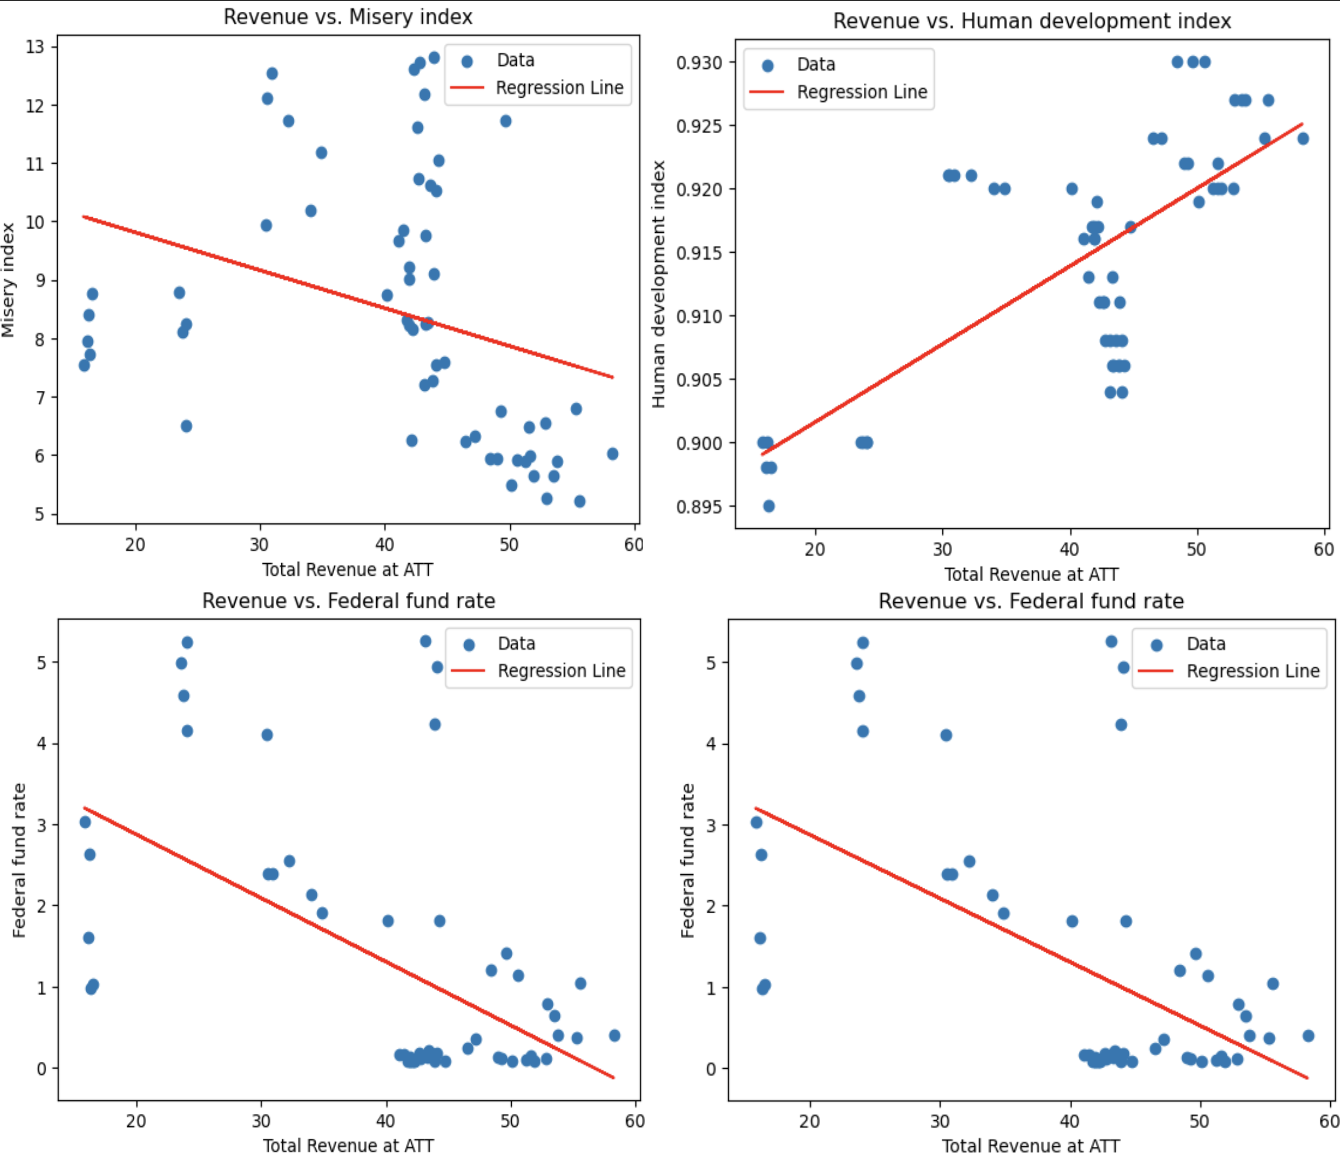 Revenue vs. Misery index
13
12
11
10
9
8
7
6
5
Misery index
Data
Regression Line
20
30
40
50
60
Total Revenue at ATT
Revenue vs. Human development index
0.930
0.925
0.920
0.915
0.910
0.905
0.900
0.895
Human development index
Data
Regression Line
20
30
40
50
60
Total Revenue at ATT
Revenue vs. Federal fund rate
5
4
3
2
1
0
Federal fund rate
Data
Regression Line
20
30
40
50
60
Total Revenue at ATT
Revenue vs. Federal fund rate
5
4
3
2
1
0
Federal fund rate
Data
Regression Line
20
30
40
50
60
Total Revenue at ATT